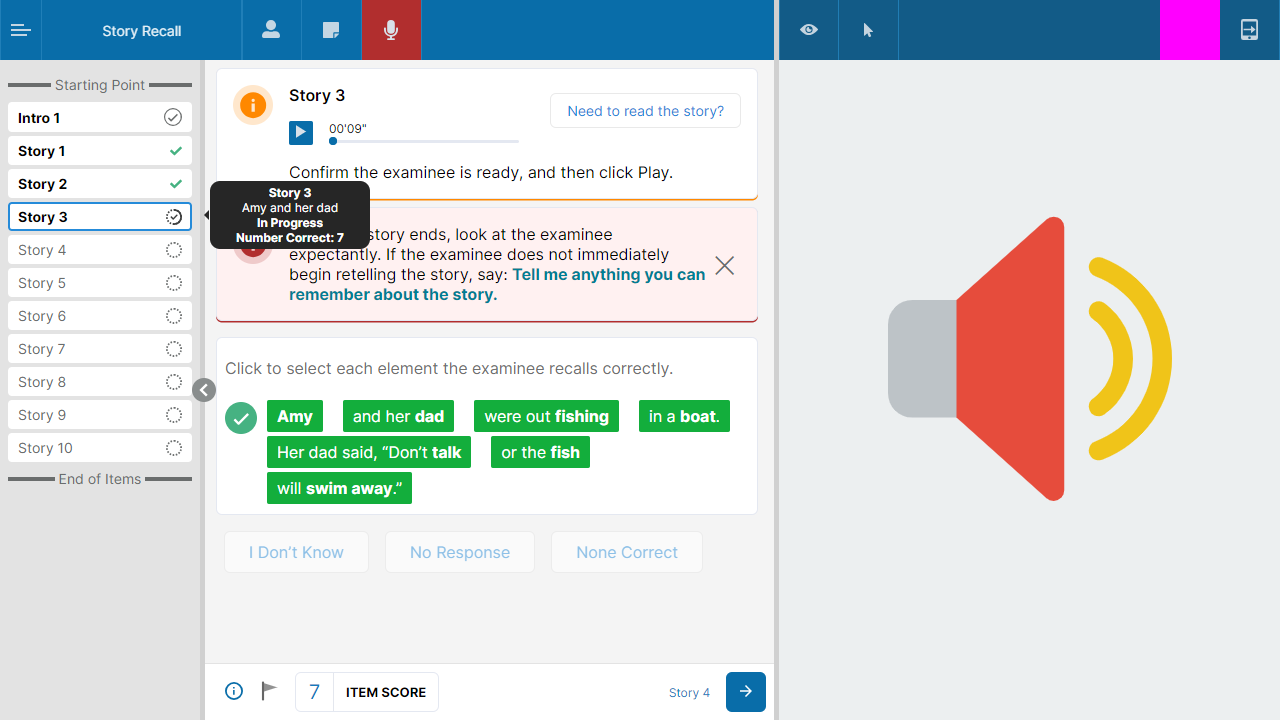 Story Recall
Starting Point
Intro 1
Story 1
Story 2
Story 3
Story 4
Story 5
Story 6
Story 7
Story 8
Story 9
Story 10
End of Items
Story 3
Amy and her dad
In Progress
Number Correct: 7
Story 3
00'09"
Need to read the story?
Confirm the examinee is ready, and then click Play.
story ends, look at the examinee
expectantly. If the examinee does not immediately
begin retelling the story, say: Tell me anything you can
remember about the story.
Click to select each element the examinee recalls correctly.
Amy and her dad were out fishing in a boat.
Her dad said, “Don’t talk or the fish
will swim away.”
I Don’t Know No Response None Correct
7 ITEM SCORE
Story 4